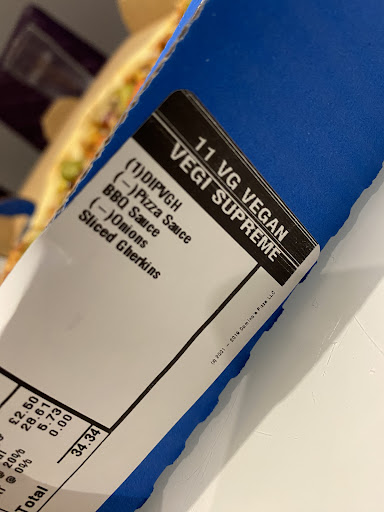 11 VG VEGAN
VEGI SUPREME
(1)DIPVGH
(—)Pizza Sauce
BBQ Sauce
(—)Onions
Sliced Gherkins
£2.50
28.61
@ 20% 5.73
@ 0% 0.00
Total 34.34